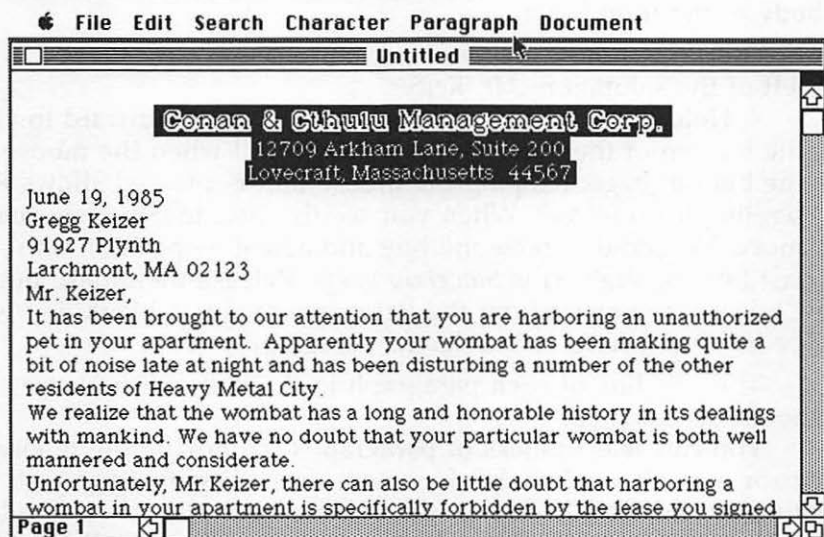 File Edit Search Character Paragraph Document
Untitled
Conan & Cthulu Management Corp.
12709 Arkham Lane, Suite 200
Lovecraft, Massachusetts 44567
June 19, 1985
Gregg Keizer
91927 Plynth
Larchmont, MA 02123
Mr. Keizer,
It has been brought to our attention that you are harboring an unauthorized
pet in your apartment. Apparently your wombat has been making quite a
bit of noise late at night and has been disturbing a number of the other
residents of Heavy Metal City.
We realize that the wombat has a long and honorable history in its dealings
with mankind. We have no doubt that your particular wombat is both well
mannered and considerate.
Unfortunately, Mr.Keizer, there can also be little doubt that harboring a
wombat in your apartment is specifically forbidden by the lease you signed
Page 1